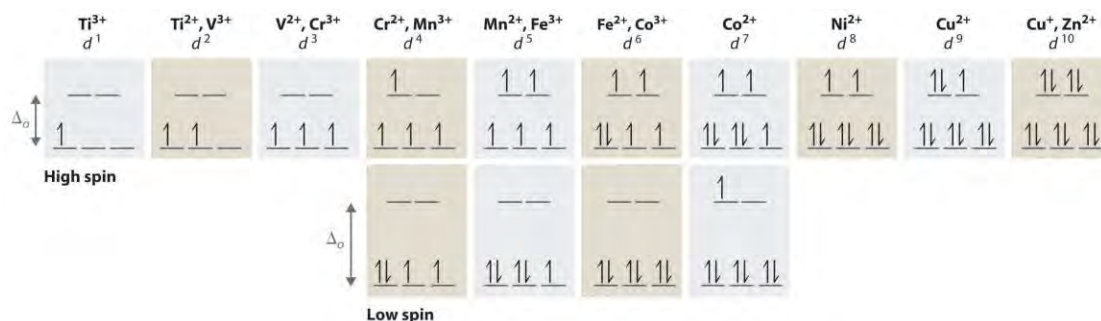 Ti³⁺ Ti²⁺, V³⁺ V²⁺, Cr³⁺ Cr²⁺, Mn³⁺ Mn²⁺, Fe³⁺ Fe²⁺, Co³⁺ Co²⁺ Ni²⁺ Cu²⁺ Cu⁺, Zn²⁺
d¹ d² d³ d⁴ d⁵ d⁶ d⁷ d⁸ d⁹ d¹⁰
Δₒ
High spin
Δₒ
Low spin